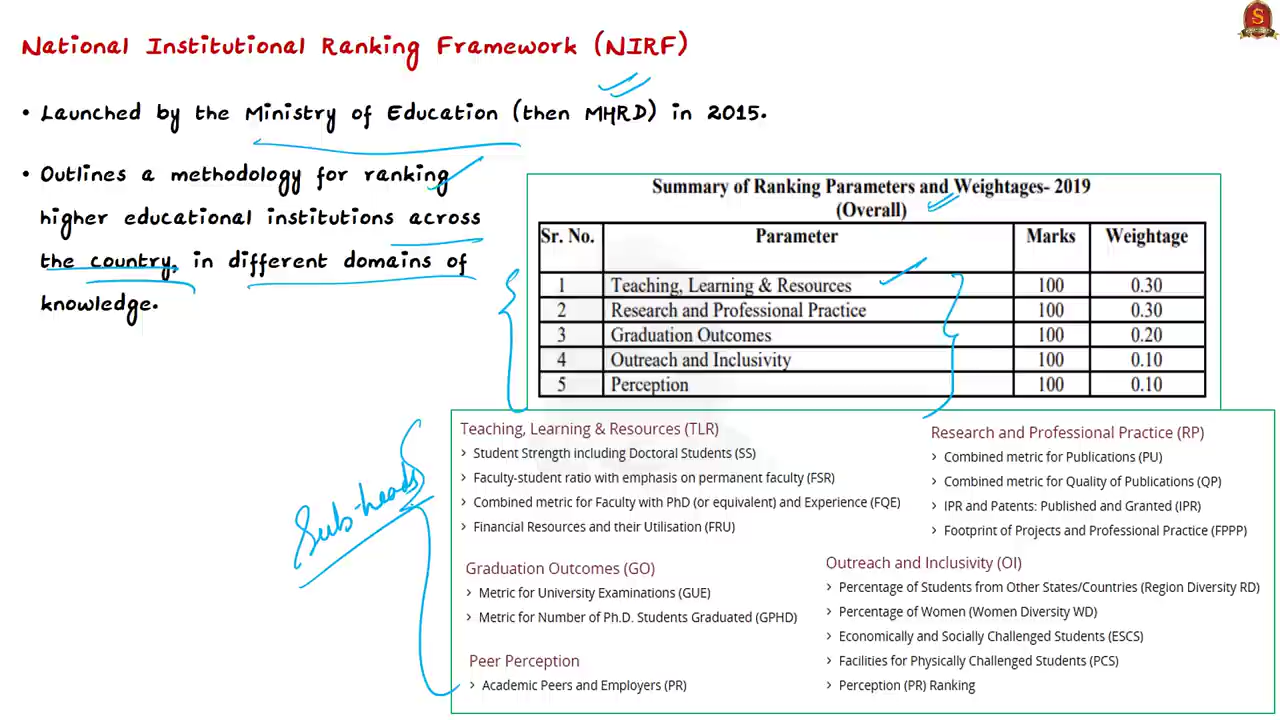 National Institutional Ranking Framework (NIRF)
• Launched by the Ministry of Education (then MHRD) in 2015.
• Outlines a methodology for ranking
higher educational institutions across
the country, in different domains of
knowledge.
Summary of Ranking Parameters and Weightages- 2019
(Overall)
Sr. No. Parameter Marks Weightage
1 Teaching, Learning & Resources 100 0.30
2 Research and Professional Practice 100 0.30
3 Graduation Outcomes 100 0.20
4 Outreach and Inclusivity 100 0.10
5 Perception 100 0.10
Sub-heads
Teaching, Learning & Resources (TLR)
> Student Strength including Doctoral Students (SS)
> Faculty-student ratio with emphasis on permanent faculty (FSR)
> Combined metric for Faculty with PhD (or equivalent) and Experience (FQE)
> Financial Resources and their Utilisation (FRU)
Research and Professional Practice (RP)
> Combined metric for Publications (PU)
> Combined metric for Quality of Publications (QP)
> IPR and Patents: Published and Granted (IPR)
> Footprint of Projects and Professional Practice (FPPP)
Graduation Outcomes (GO)
> Metric for University Examinations (GUE)
> Metric for Number of Ph.D. Students Graduated (GPHD)
Outreach and Inclusivity (OI)
> Percentage of Students from Other States/Countries (Region Diversity RD)
> Percentage of Women (Women Diversity WD)
> Economically and Socially Challenged Students (ESCS)
> Facilities for Physically Challenged Students (PCS)
> Perception (PR) Ranking
Peer Perception
> Academic Peers and Employers (PR)